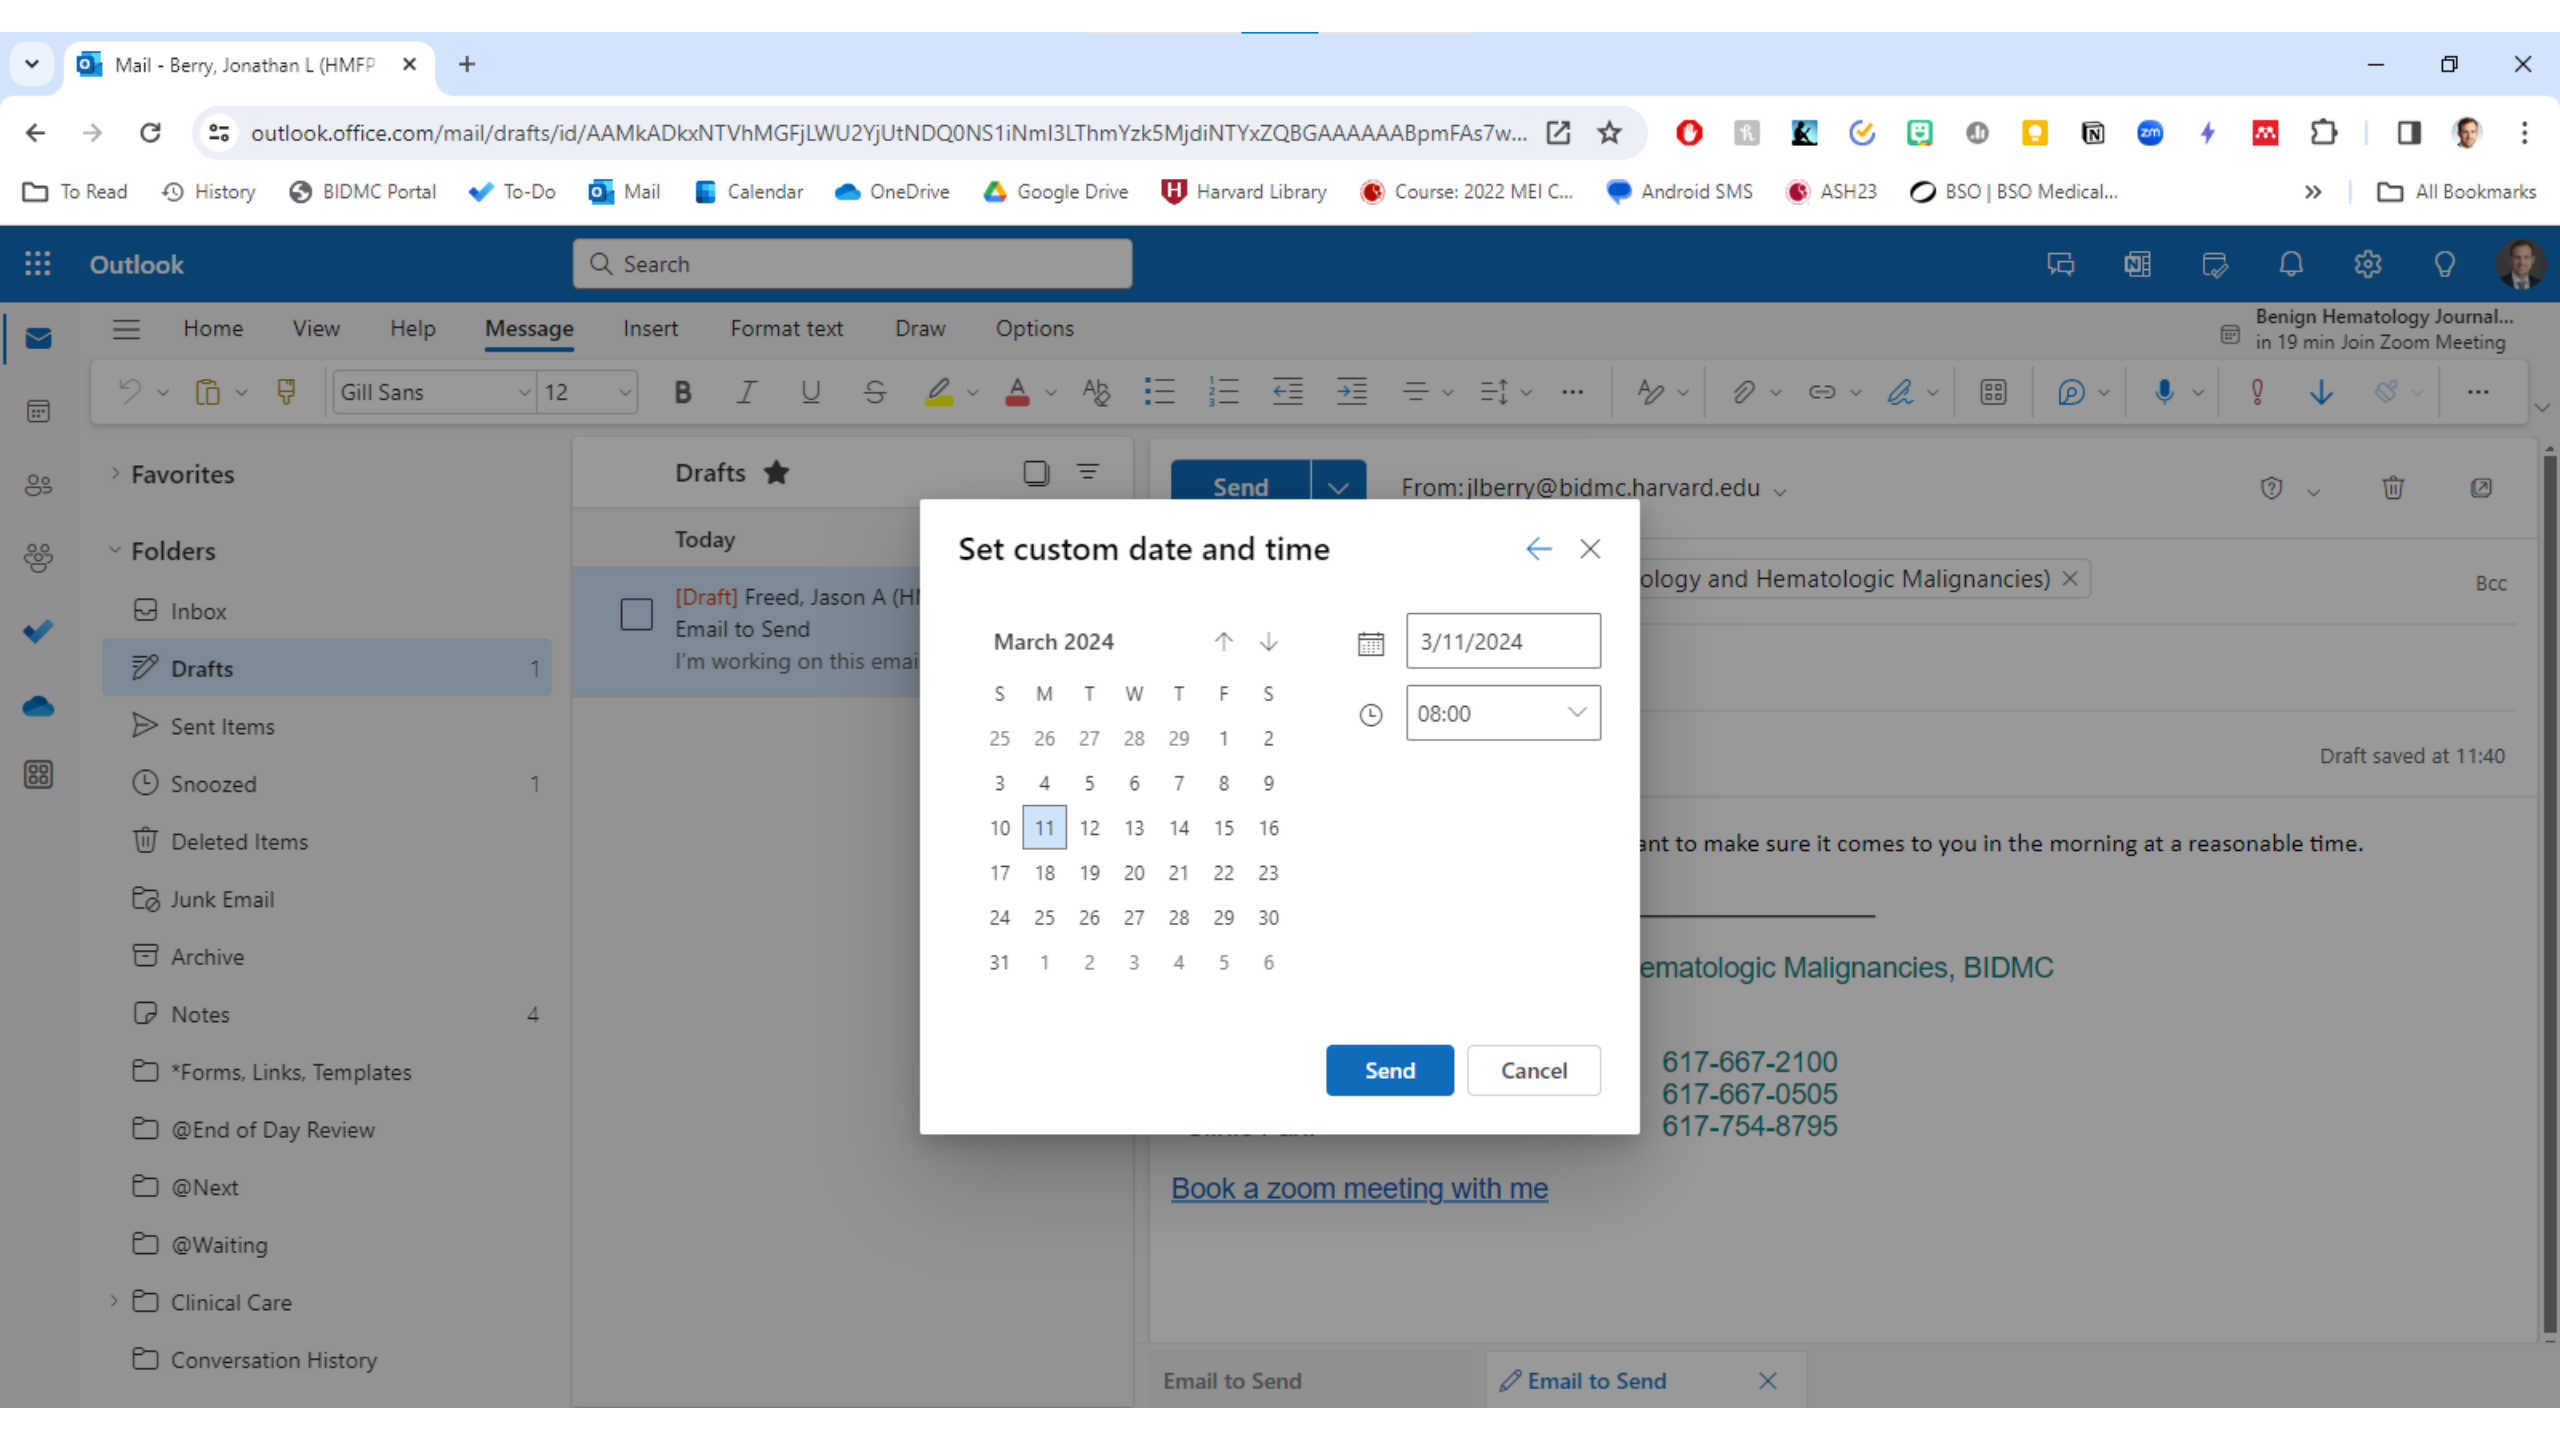 Mail - Berry, Jonathan L (HMFP
outlook.office.com/mail/drafts/id/AAMkADkxNTVhMGFjLWU2YjUtNDQ0NS1iNmI3LThmYzk5MjdiNTYxZQBGAAAAAABpmFAs7w...
To Read History BIDMC Portal To-Do Mail Calendar OneDrive Google Drive Harvard Library Course: 2022 MEI C... Android SMS ASH23 BSO | BSO Medical... All Bookmarks
Outlook
Search
Home View Help Message Insert Format text Draw Options
Benign Hematology Journal...
in 19 min Join Zoom Meeting
Gill Sans 12
Favorites
Folders
Inbox
Drafts 1
Sent Items
Snoozed 1
Deleted Items
Junk Email
Archive
Notes 4
*Forms, Links, Templates
@End of Day Review
@Next
@Waiting
Clinical Care
Conversation History
Drafts
Today
[Draft] Freed, Jason A (H
Email to Send
I'm working on this emai
Send
From: jlberry@bidmc.harvard.edu
ology and Hematologic Malignancies)
Bcc
Draft saved at 11:40
Set custom date and time
March 2024
S M T W T F S
25 26 27 28 29 1 2
3 4 5 6 7 8 9
10 11 12 13 14 15 16
17 18 19 20 21 22 23
24 25 26 27 28 29 30
31 1 2 3 4 5 6
3/11/2024
08:00
Send Cancel
ant to make sure it comes to you in the morning at a reasonable time.
ematologic Malignancies, BIDMC
617-667-2100
617-667-0505
617-754-8795
Book a zoom meeting with me
Email to Send
Email to Send